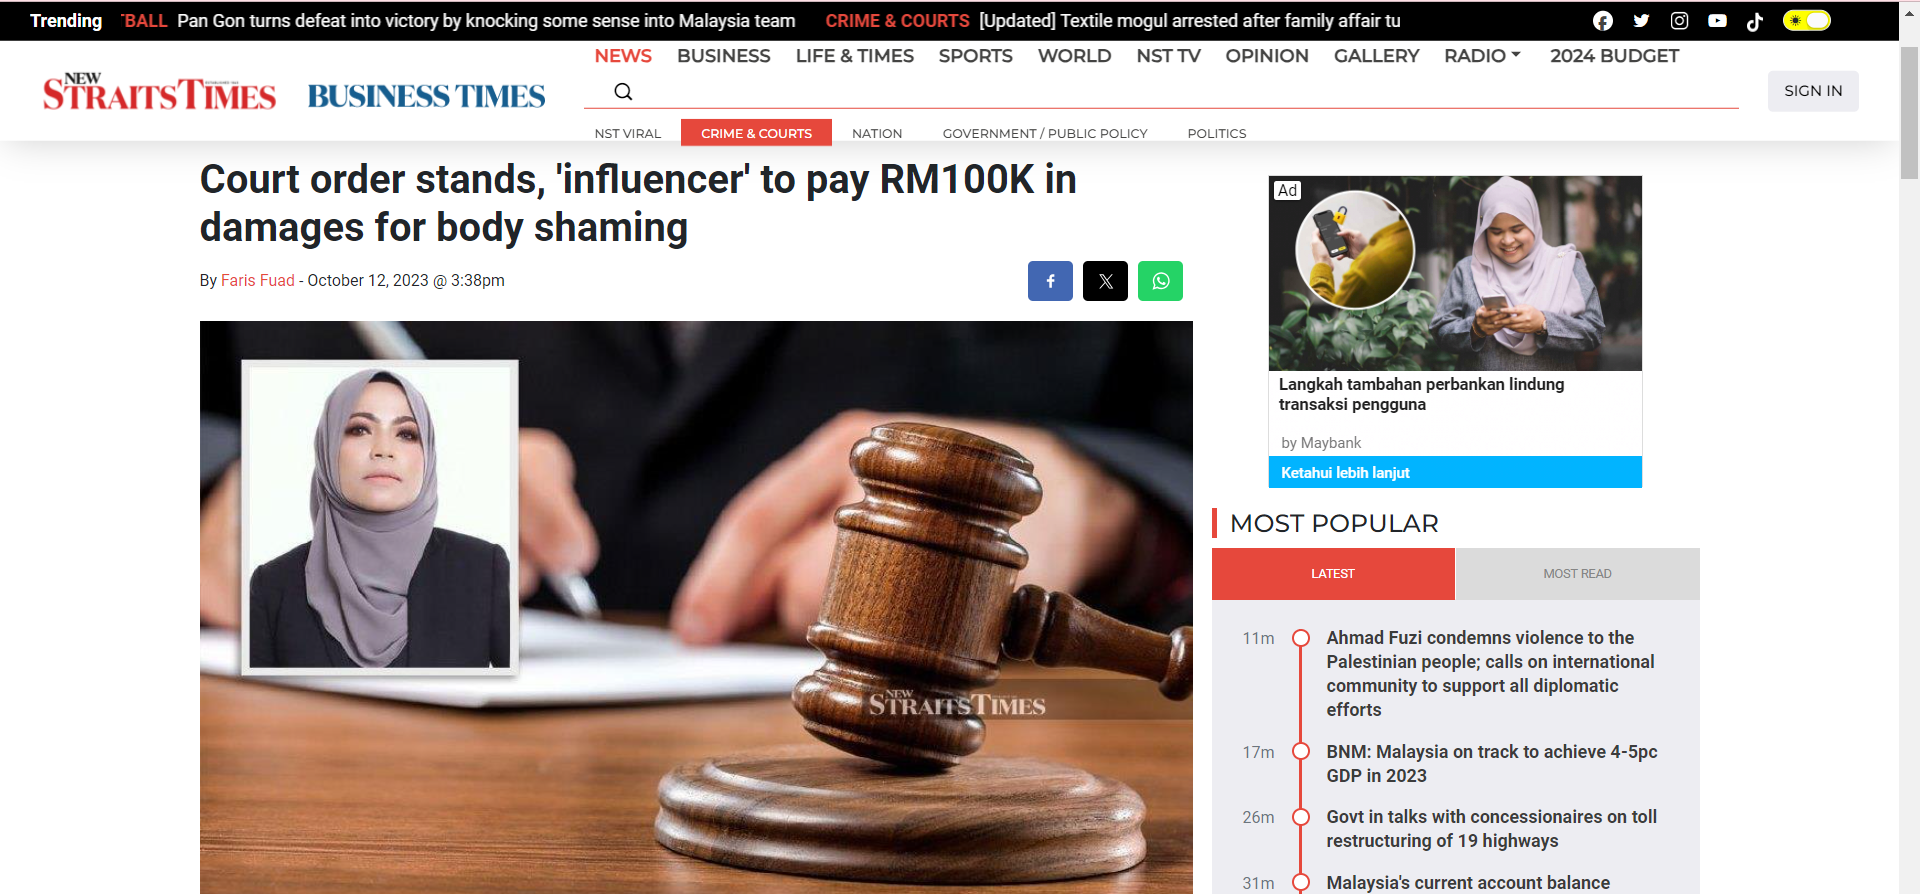 Trending
BALL Pan Gon turns defeat into victory by knocking some sense into Malaysia team CRIME & COURTS [Updated] Textile mogul arrested after family affair tu
NEW
STRAITS TIMES
BUSINESS TIMES
NEWS BUSINESS LIFE & TIMES SPORTS WORLD NST TV OPINION GALLERY RADIO 2024 BUDGET
SIGN IN
NST VIRAL CRIME & COURTS NATION GOVERNMENT / PUBLIC POLICY POLITICS
Court order stands, 'influencer' to pay RM100K in
damages for body shaming
By Faris Fuad - October 12, 2023 @ 3:38pm
NEW
STRAITS TIMES
Ad
Langkah tambahan perbankan lindung
transaksi pengguna
by Maybank
Ketahui lebih lanjut
MOST POPULAR
LATEST MOST READ
11m Ahmad Fuzi condemns violence to the
Palestinian people; calls on international
community to support all diplomatic
efforts
17m BNM: Malaysia on track to achieve 4-5pc
GDP in 2023
26m Govt in talks with concessionaires on toll
restructuring of 19 highways
31m Malaysia's current account balance